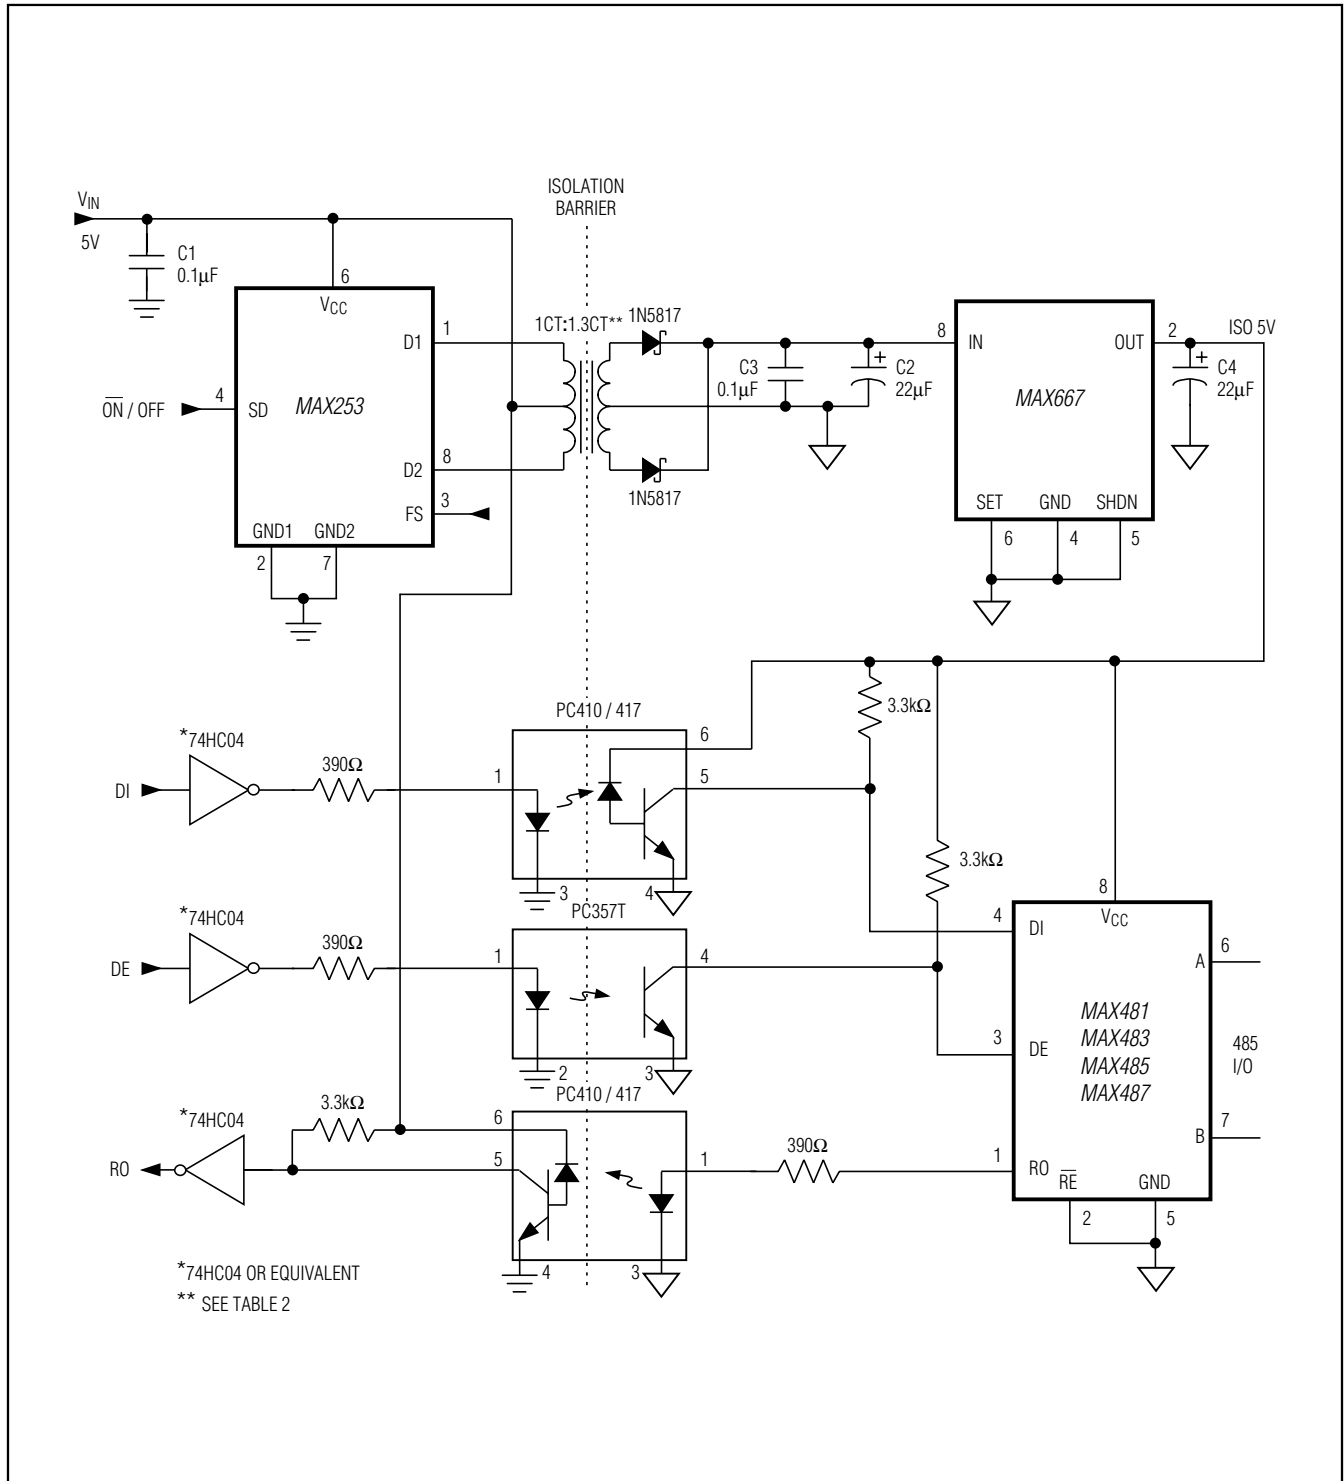 ISOLATION
BARRIER
VIN
5V
C1
0.1µF
6
VCC
1
D1
4
ON / OFF
SD
MAX253
8
D2
3
FS
GND1
GND2
2
7
1CT:1.3CT**
1N5817
1N5817
C3
0.1µF
+
C2
22µF
8
IN
OUT
2
ISO 5V
MAX667
+
C4
22µF
SET
GND
SHDN
6
4
5
PC410 / 417
*74HC04
390Ω
DI
1
6
5
3
4
3.3kΩ
3.3kΩ
PC357T
*74HC04
390Ω
DE
1
4
2
3
PC410 / 417
*74HC04
3.3kΩ
RO
6
5
1
390Ω
4
3
8
VCC
4
DI
6
A
MAX481
MAX483
MAX485
MAX487
3
DE
485
I/O
7
B
1
RO
RE
GND
2
5
*74HC04 OR EQUIVALENT
** SEE TABLE 2